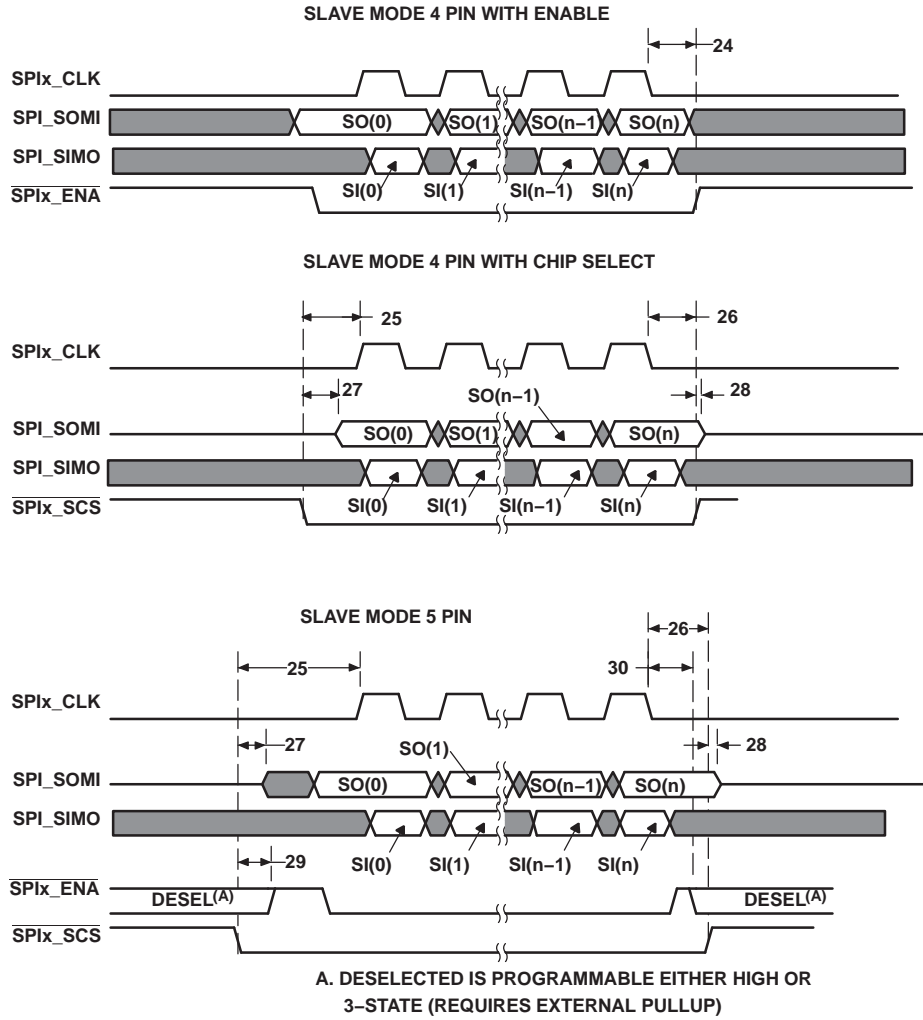 SLAVE MODE 4 PIN WITH ENABLE
24
SPIx_CLK
SPI_SOMI
SO(0)
SO(1)
SO(n−1)
SO(n)
SPI_SIMO
SI(0)
SI(1)
SI(n−1)
SI(n)
SPIx_ENA
SLAVE MODE 4 PIN WITH CHIP SELECT
25
26
SPIx_CLK
27
SO(n−1)
28
SPI_SOMI
SO(0)
SO(1)
SO(n)
SPI_SIMO
SI(0)
SI(1)
SI(n−1)
SI(n)
SPIx_SCS
SLAVE MODE 5 PIN
26
25
30
SPIx_CLK
27
SO(1)
28
SPI_SOMI
SO(0)
SO(n−1)
SO(n)
SPI_SIMO
SI(0)
SI(1)
SI(n−1)
SI(n)
29
SPIx_ENA
DESEL(A)
DESEL(A)
SPIx_SCS
A. DESELECTED IS PROGRAMMABLE EITHER HIGH OR
3−STATE (REQUIRES EXTERNAL PULLUP)